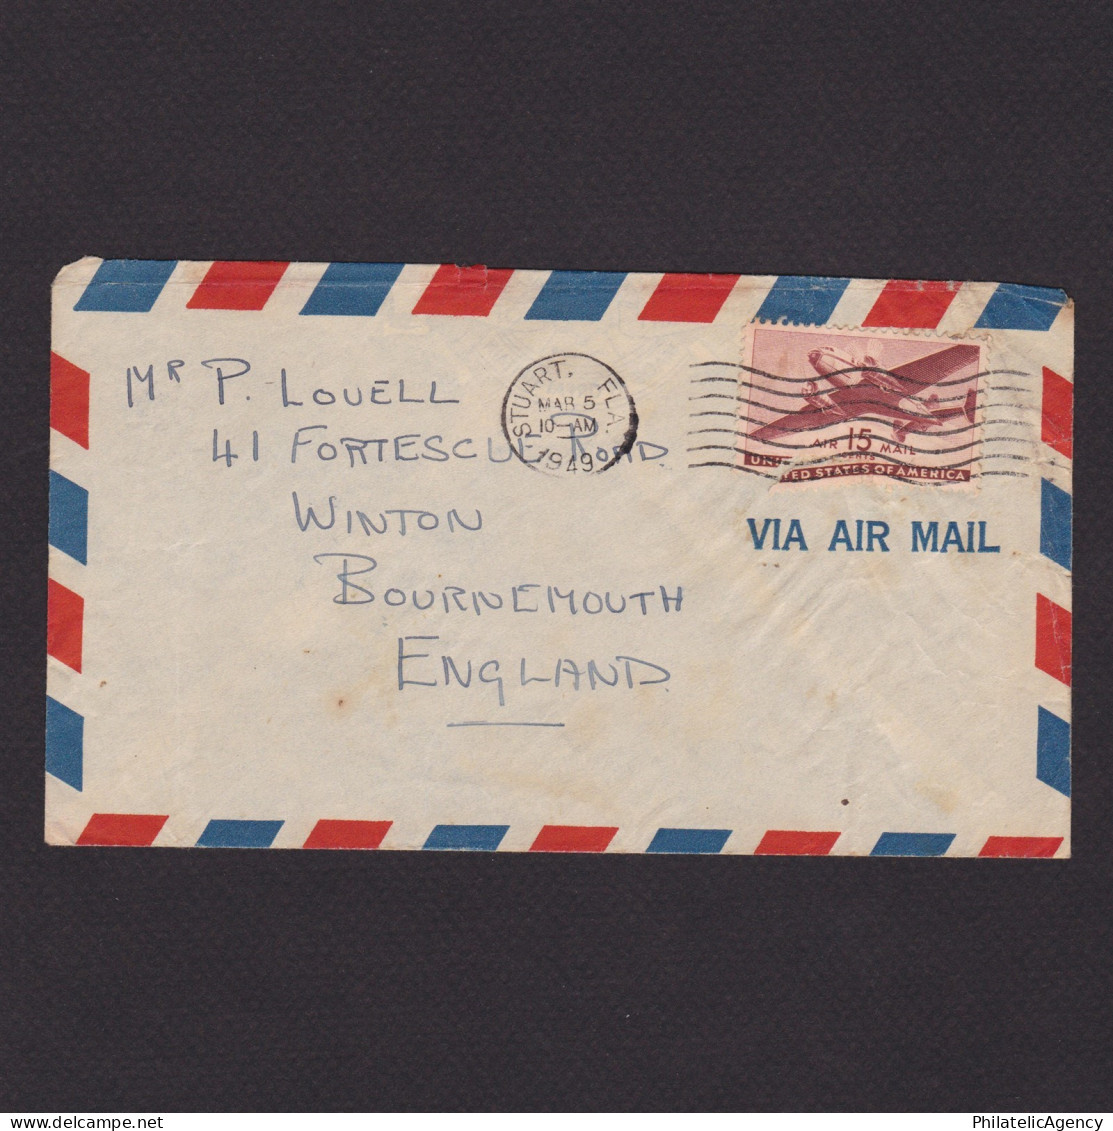 Mr P. LOVELL
41 FORTESCUE ROAD
WINTON
BOURNEMOUTH
ENGLAND
STUART, FLA.
MAR 5
10 AM
1949
AIR 15 MAIL
UNITED STATES OF AMERICA
VIA AIR MAIL
delcampe.net
PhilatelicAgency